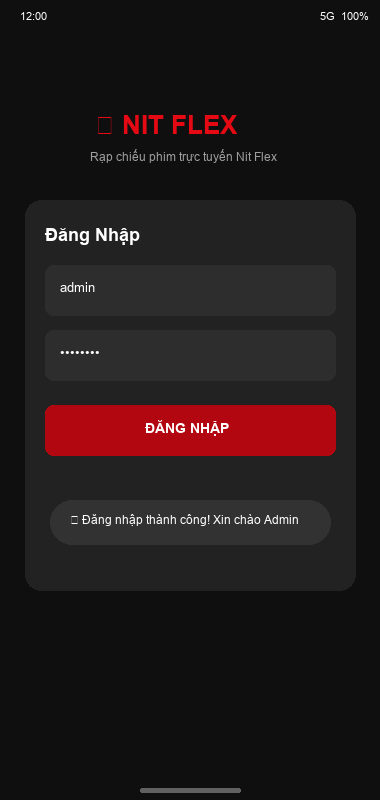 12:00
5G 100%
NIT FLEX
Rạp chiếu phim trực tuyến Nit Flex
Đăng Nhập
admin
••••••••
ĐĂNG NHẬP
Đăng nhập thành công! Xin chào Admin